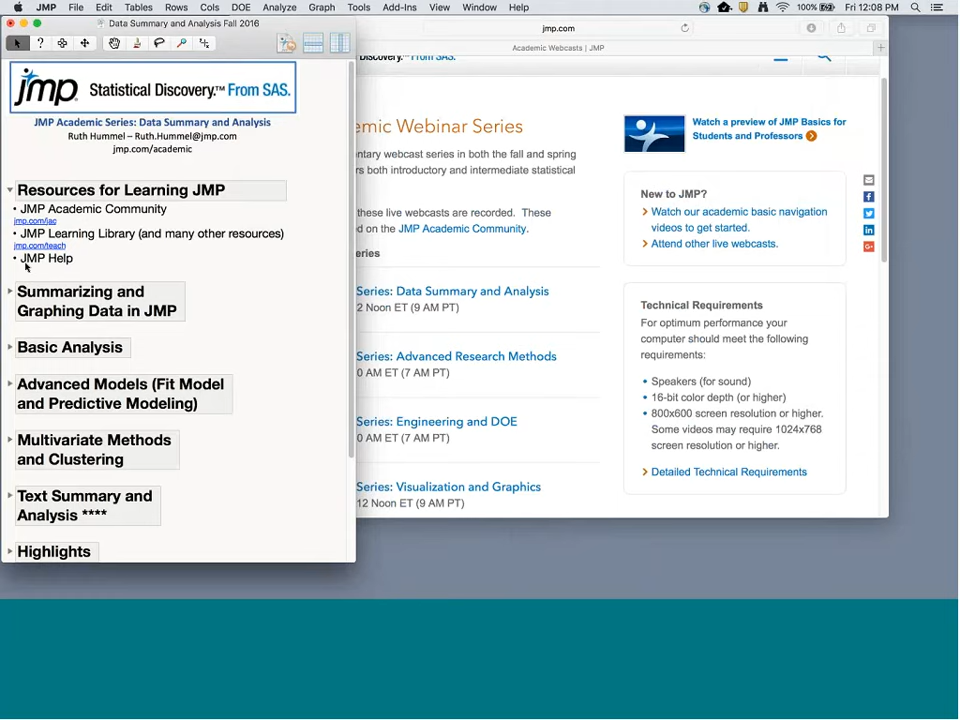 JMP File Edit Tables Rows Cols DOE Analyze Graph Tools Add-Ins View Window Help
100% Fri 12:08 PM
Data Summary and Analysis Fall 2016
?
jmp Statistical Discovery.™ From SAS.
JMP Academic Series: Data Summary and Analysis
Ruth Hummel – Ruth.Hummel@jmp.com
jmp.com/academic
Resources for Learning JMP
• JMP Academic Community
jmp.com/jac
• JMP Learning Library (and many other resources)
jmp.com/teach
• JMP Help
Summarizing and
Graphing Data in JMP
Basic Analysis
Advanced Models (Fit Model
and Predictive Modeling)
Multivariate Methods
and Clustering
Text Summary and
Analysis ****
Highlights
jmp.com
Academic Webcasts | JMP
Discovery.™ From SAS.
emic Webinar Series
entary webcast series in both the fall and spring
rs both introductory and intermediate statistical
these live webcasts are recorded. These
d on the JMP Academic Community.
eries
Series: Data Summary and Analysis
2 Noon ET (9 AM PT)
Series: Advanced Research Methods
0 AM ET (7 AM PT)
Series: Engineering and DOE
0 AM ET (7 AM PT)
Series: Visualization and Graphics
12 Noon ET (9 AM PT)
Watch a preview of JMP Basics for
Students and Professors
New to JMP?
Watch our academic basic navigation
videos to get started.
Attend other live webcasts.
Technical Requirements
For optimum performance your
computer should meet the following
requirements:
• Speakers (for sound)
• 16-bit color depth (or higher)
• 800x600 screen resolution or higher.
Some videos may require 1024x768
screen resolution or higher.
Detailed Technical Requirements